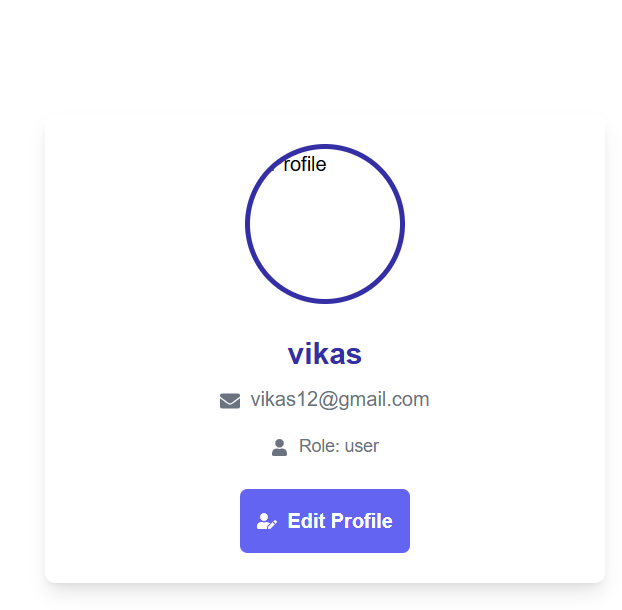 rofile
vikas
vikas12@gmail.com
Role: user
Edit Profile